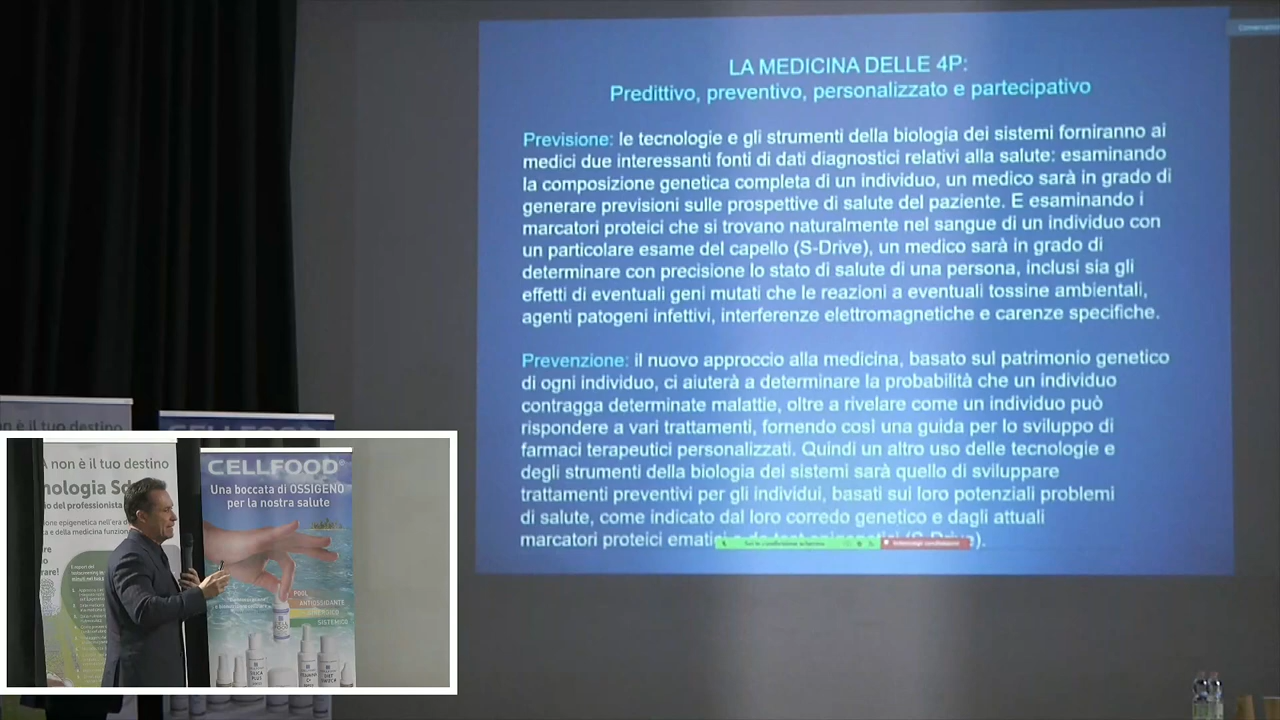 LA MEDICINA DELLE 4P:
Predittivo, preventivo, personalizzato e partecipativo
Previsione: le tecnologie e gli strumenti della biologia dei sistemi forniranno ai
medici due interessanti fonti di dati diagnostici relativi alla salute: esaminando
la composizione genetica completa di un individuo, un medico sarà in grado di
generare previsioni sulle prospettive di salute del paziente. E esaminando i
marcatori proteici che si trovano naturalmente nel sangue di un individuo con
un particolare esame del capello (S-Drive), un medico sarà in grado di
determinare con precisione lo stato di salute di una persona, inclusi sia gli
effetti di eventuali geni mutati che le reazioni a eventuali tossine ambientali,
agenti patogeni infettivi, interferenze elettromagnetiche e carenze specifiche.
Prevenzione: il nuovo approccio alla medicina, basato sul patrimonio genetico
di ogni individuo, ci aiuterà a determinare la probabilità che un individuo
contragga determinate malattie, oltre a rivelare come un individuo può
rispondere a vari trattamenti, fornendo così una guida per lo sviluppo di
farmaci terapeutici personalizzati. Quindi un altro uso delle tecnologie e
degli strumenti della biologia dei sistemi sarà quello di sviluppare
trattamenti preventivi per gli individui, basati sui loro potenziali problemi
di salute, come indicato dal loro corredo genetico e dagli attuali
marcatori proteici
n è il tuo destino
CELLFOOD
A non è il tuo destino
nologia
io del professionista
CELLFOOD®
Una boccata di OSSIGENO
per la nostra salute
POOL
ANTIOSSIDANTE
SISTEMICO